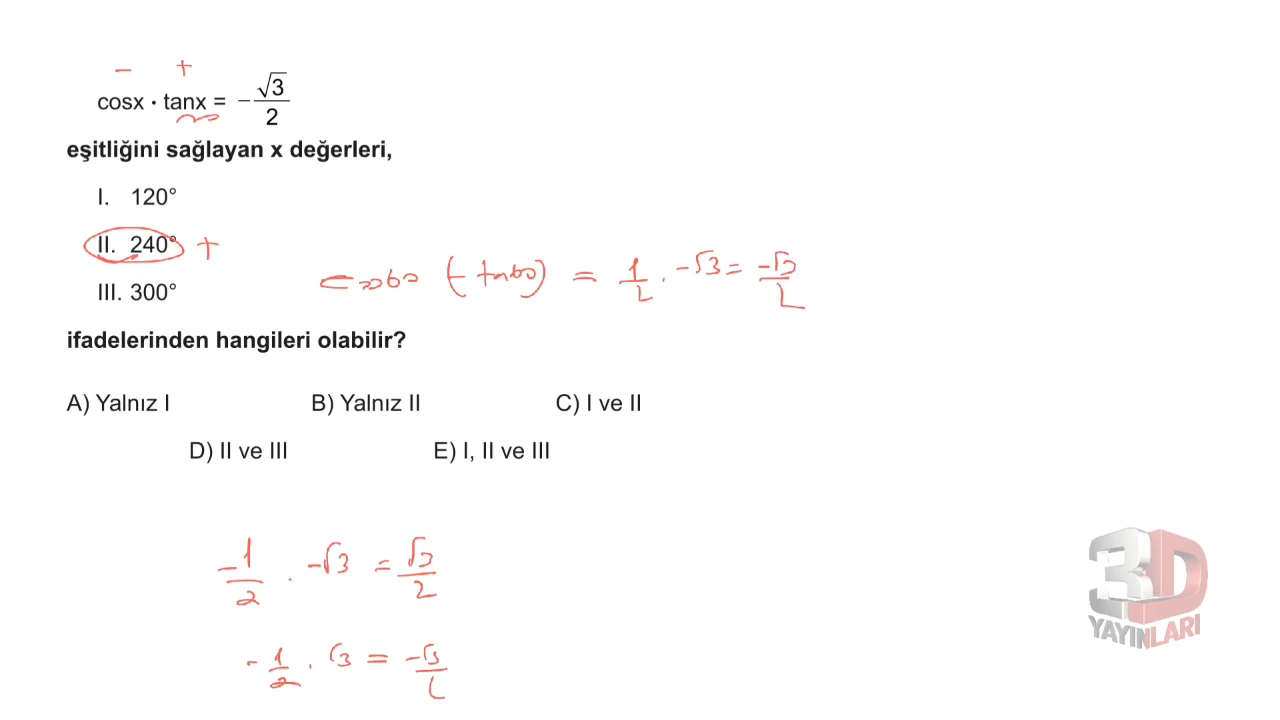 - +
cosx · tanx = -√3/2
eşitliğini sağlayan x değerleri,
I. 120°
II. 240° +
cos60 (-tan60) = 1/2 . -√3 = -√3/2
III. 300°
ifadelerinden hangileri olabilir?
A) Yalnız I B) Yalnız II C) I ve II
D) II ve III E) I, II ve III
-1/2 . -√3 = √3/2
-1/2 . √3 = -√3/2
3D
YAYINLARI